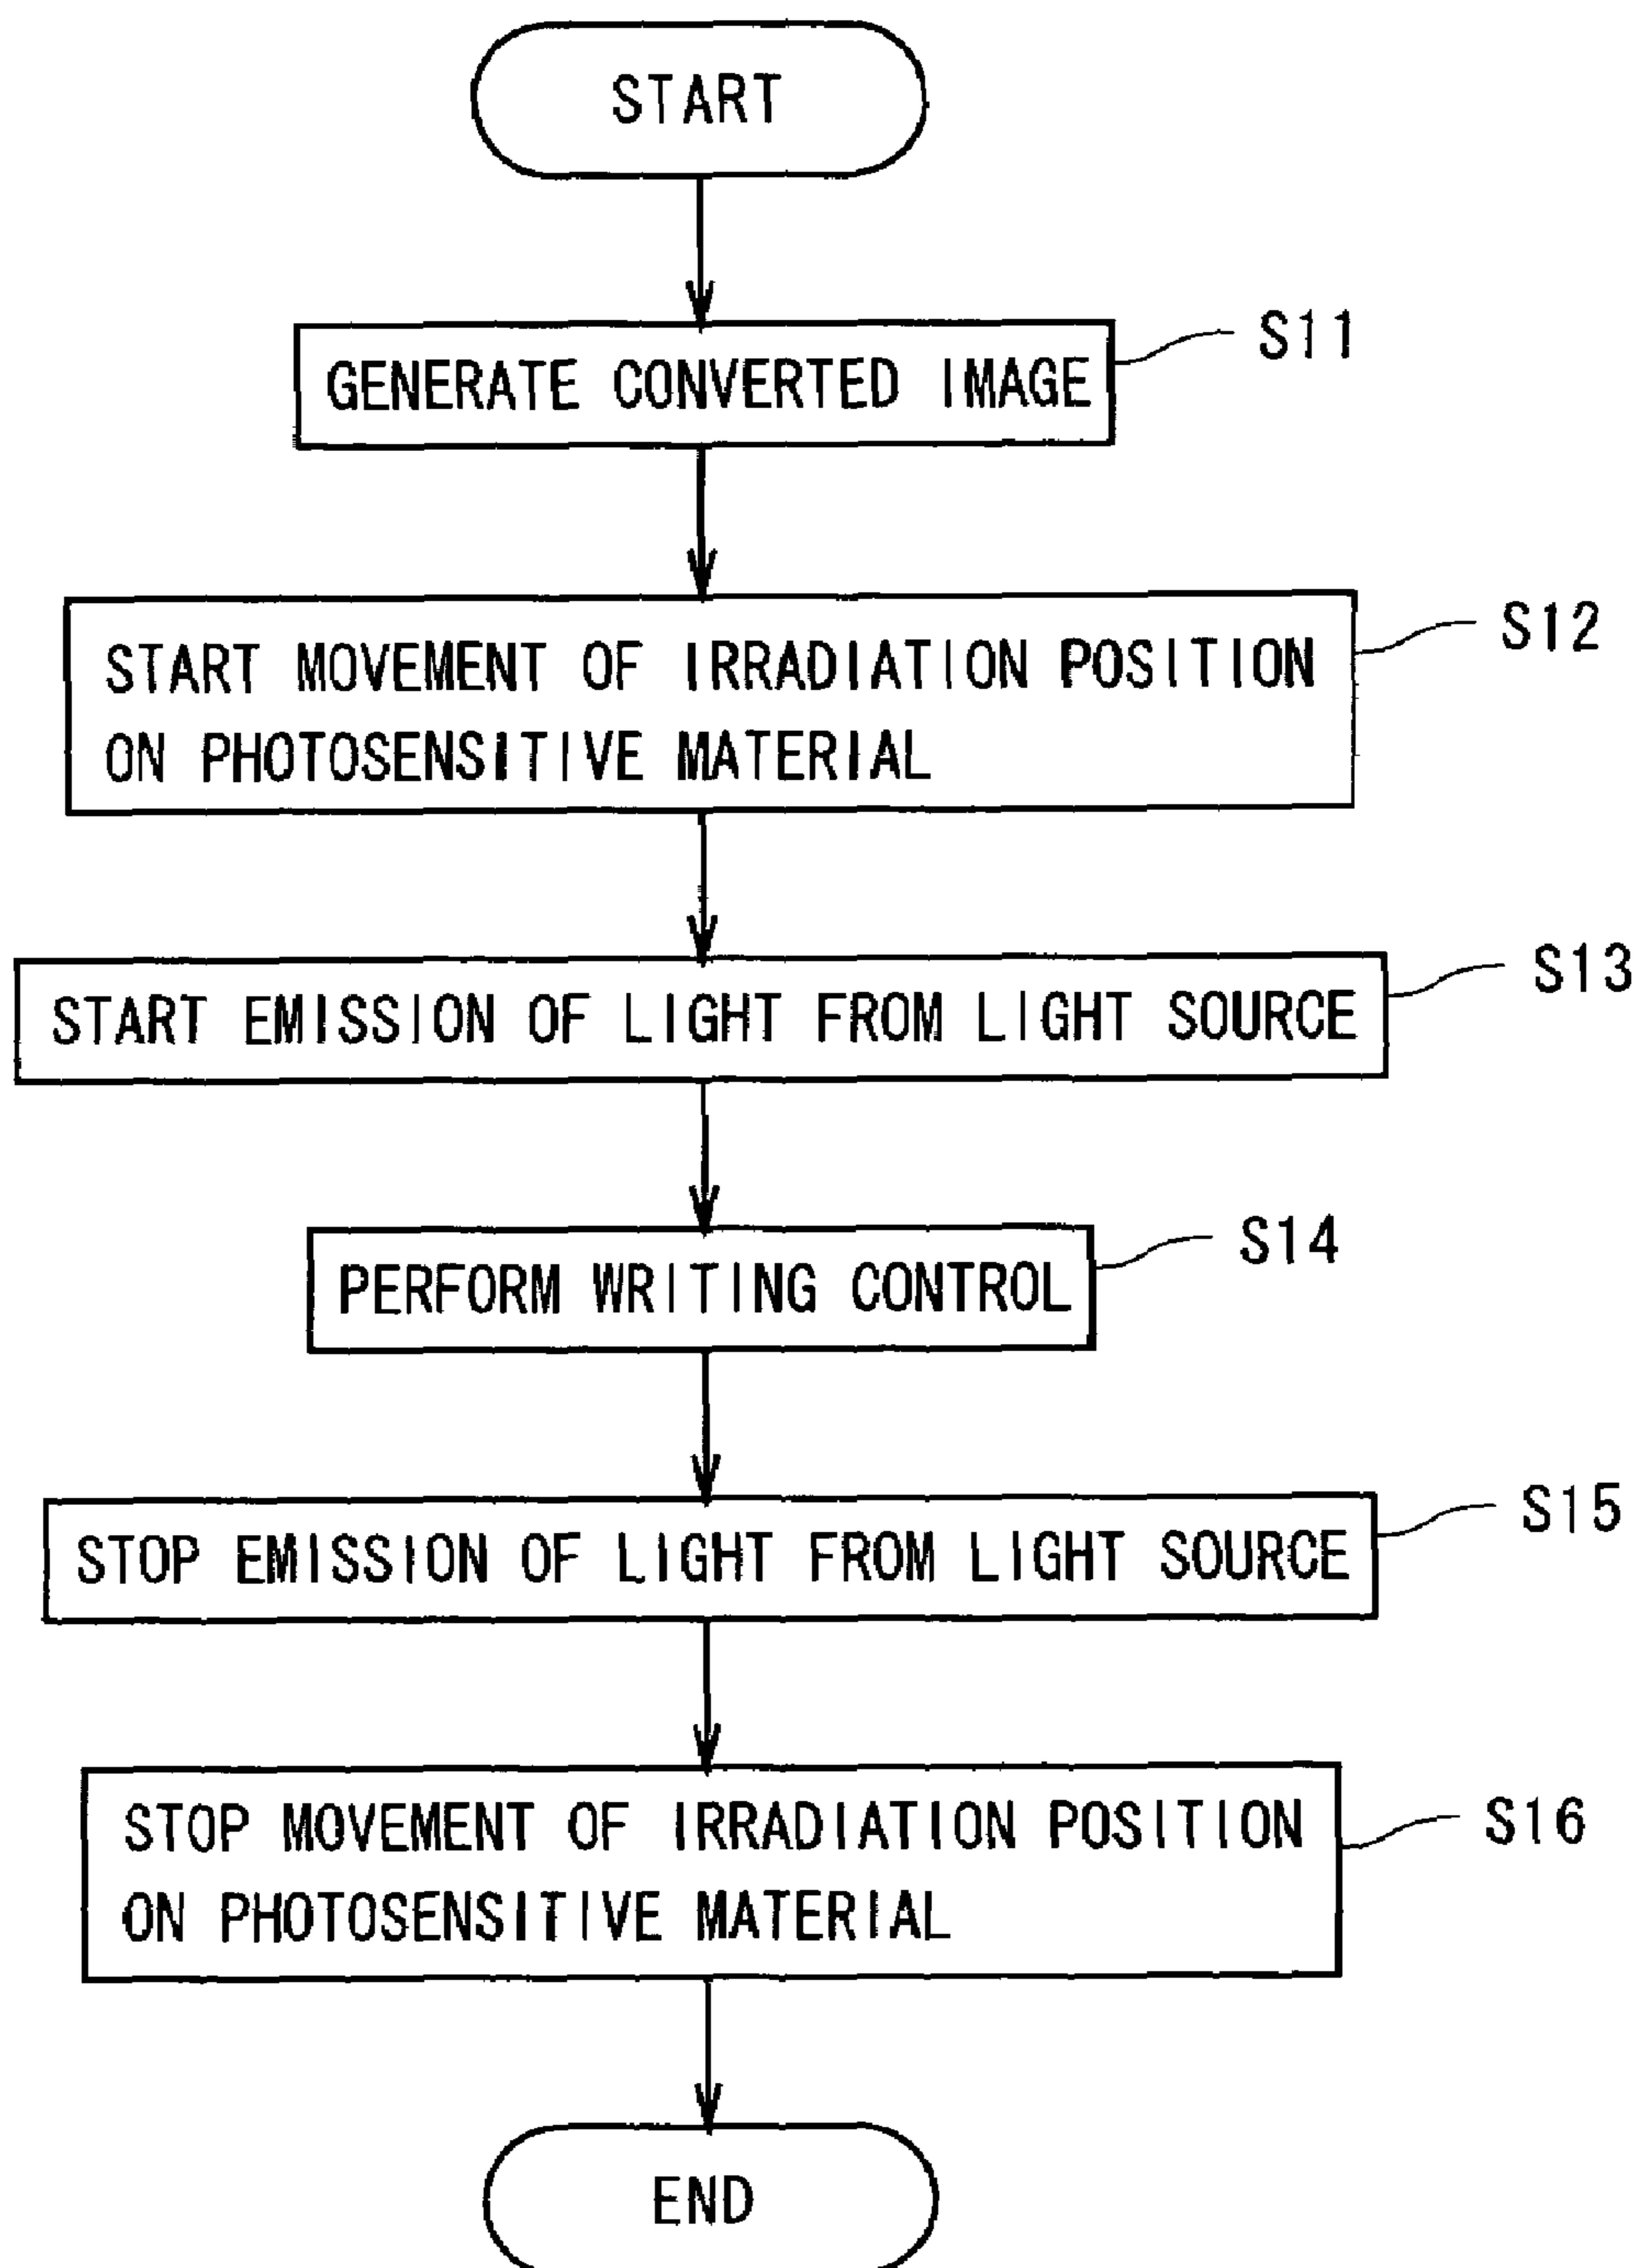 START
GENERATE CONVERTED IMAGE
S11
START MOVEMENT OF IRRADIATION POSITION
ON PHOTOSENSITIVE MATERIAL
S12
START EMISSION OF LIGHT FROM LIGHT SOURCE
S13
PERFORM WRITING CONTROL
S14
STOP EMISSION OF LIGHT FROM LIGHT SOURCE
S15
STOP MOVEMENT OF IRRADIATION POSITION
ON PHOTOSENSITIVE MATERIAL
S16
END